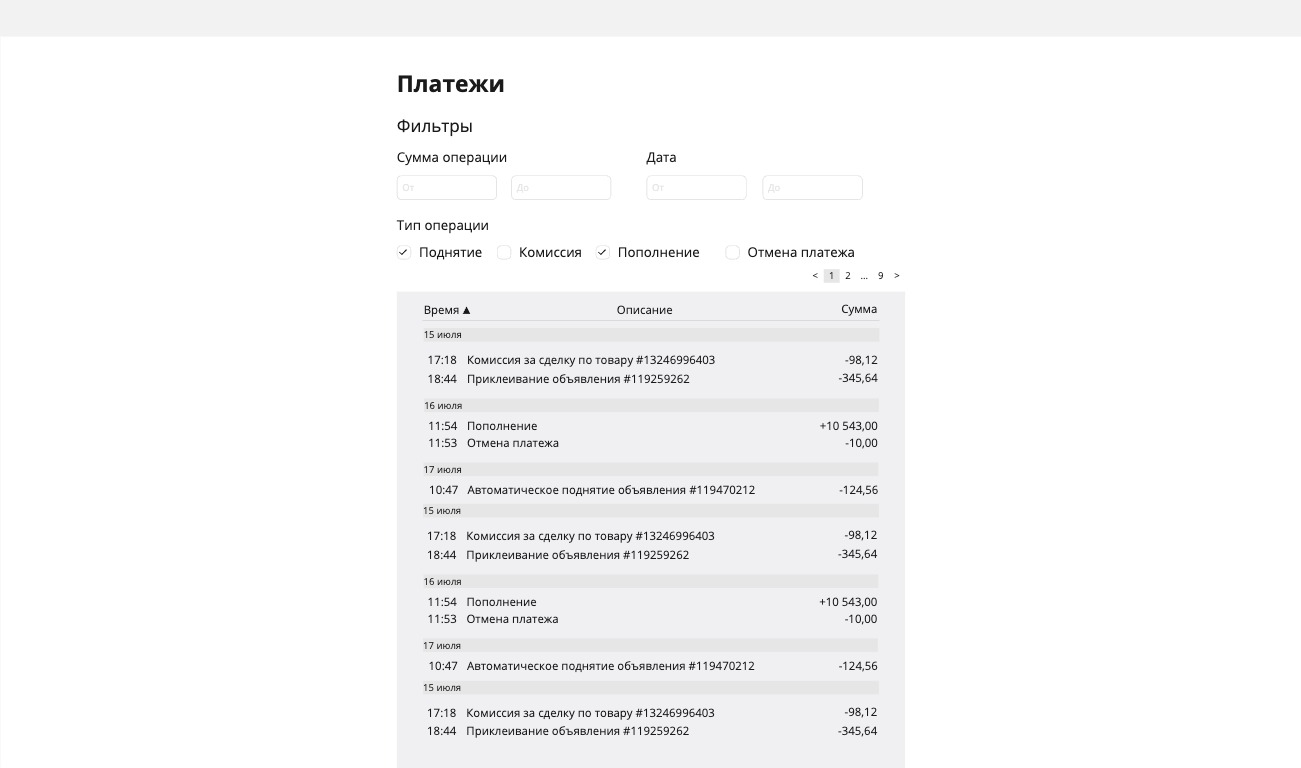 Платежи
Фильтры
Сумма операции Дата
От До От До
Тип операции
Поднятие Комиссия Пополнение Отмена платежа
< 1 2 ... 9 >
Время ▲ Описание Сумма
15 июля
17:18 Комиссия за сделку по товару #13246996403 -98,12
18:44 Приклеивание объявления #119259262 -345,64
16 июля
11:54 Пополнение +10 543,00
11:53 Отмена платежа -10,00
17 июля
10:47 Автоматическое поднятие объявления #119470212 -124,56
15 июля
17:18 Комиссия за сделку по товару #13246996403 -98,12
18:44 Приклеивание объявления #119259262 -345,64
16 июля
11:54 Пополнение +10 543,00
11:53 Отмена платежа -10,00
17 июля
10:47 Автоматическое поднятие объявления #119470212 -124,56
15 июля
17:18 Комиссия за сделку по товару #13246996403 -98,12
18:44 Приклеивание объявления #119259262 -345,64